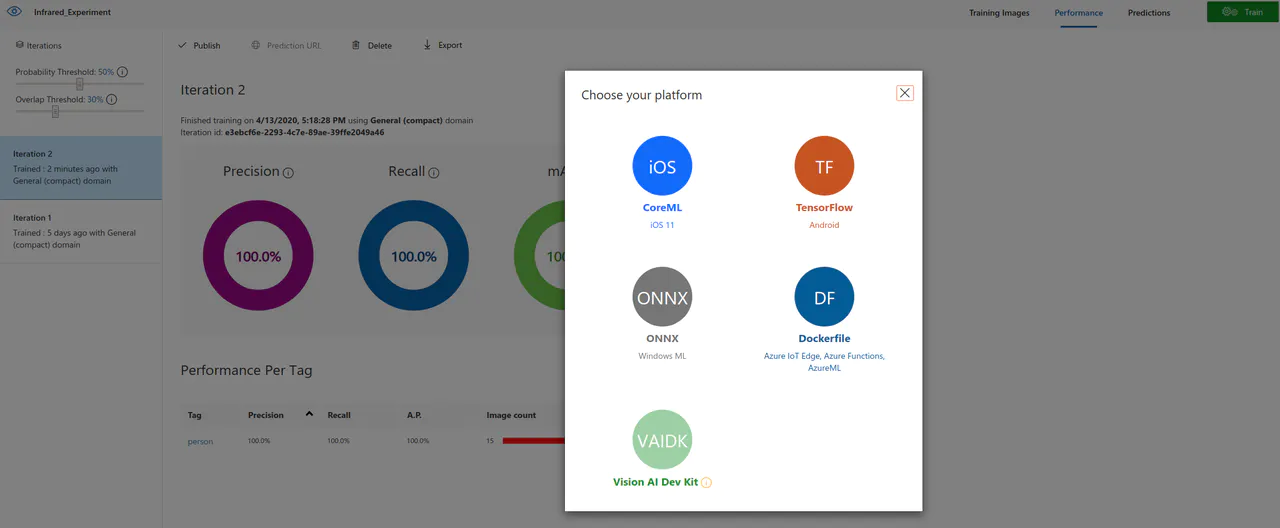 Infrared_Experiment
Training Images
Performance
Predictions
Train
Iterations
Probability Threshold: 50%
Overlap Threshold: 30%
Iteration 2
Trained : 2 minutes ago with
General (compact) domain
Iteration 1
Trained : 5 days ago with General
(compact) domain
Publish
Prediction URL
Delete
Export
Iteration 2
Finished training on 4/13/2020, 5:18:28 PM using General (compact) domain
Iteration id: e3ebcf6e-2293-4c7e-89ae-39ffe2049a46
Precision
Recall
mA
100.0%
100.0%
100
Performance Per Tag
Tag
Precision
Recall
A.P.
Image count
person
100.0%
100.0%
100.0%
15
Choose your platform
iOS
CoreML
iOS 11
TF
TensorFlow
Android
ONNX
ONNX
Windows ML
DF
Dockerfile
Azure IoT Edge, Azure Functions,
AzureML
VAIDK
Vision AI Dev Kit